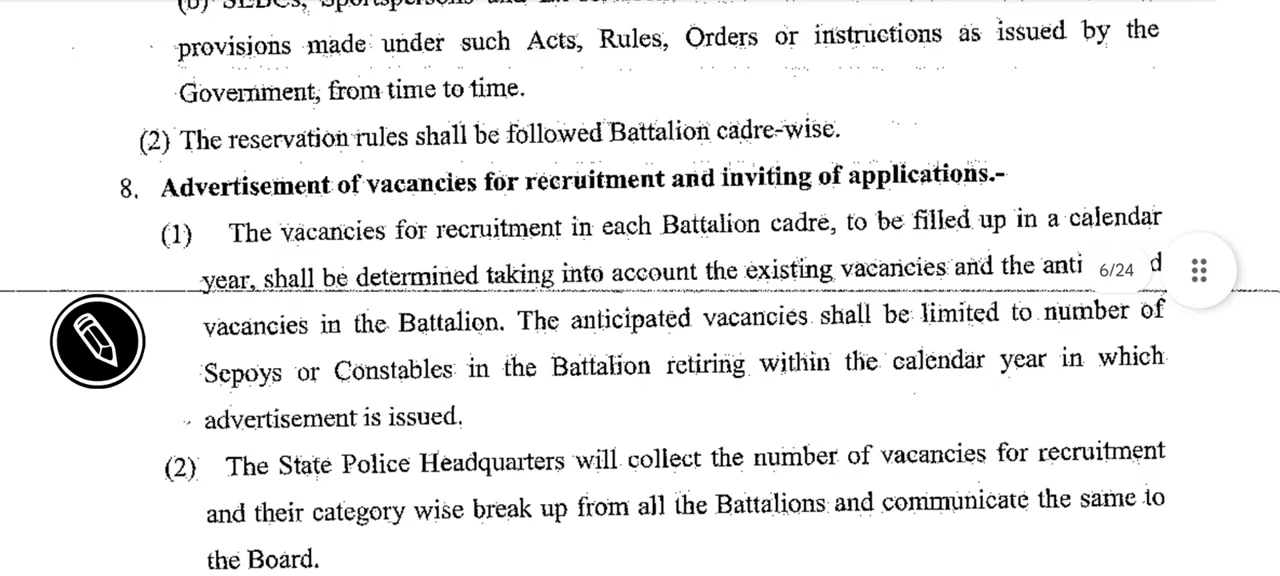 provisions made under such Acts, Rules, Orders or instructions as issued by the
Government, from time to time.
(2) The reservation rules shall be followed Battalion cadre-wise.
8. Advertisement of vacancies for recruitment and inviting of applications.-
(1) The vacancies for recruitment in each Battalion cadre, to be filled up in a calendar
year, shall be determined taking into account the existing vacancies and the anti 6/24 d
vacancies in the Battalion. The anticipated vacancies shall be limited to number of
Sepoys or Constables in the Battalion retiring within the calendar year in which
advertisement is issued.
(2) The State Police Headquarters will collect the number of vacancies for recruitment
and their category wise break up from all the Battalions and communicate the same to
the Board.